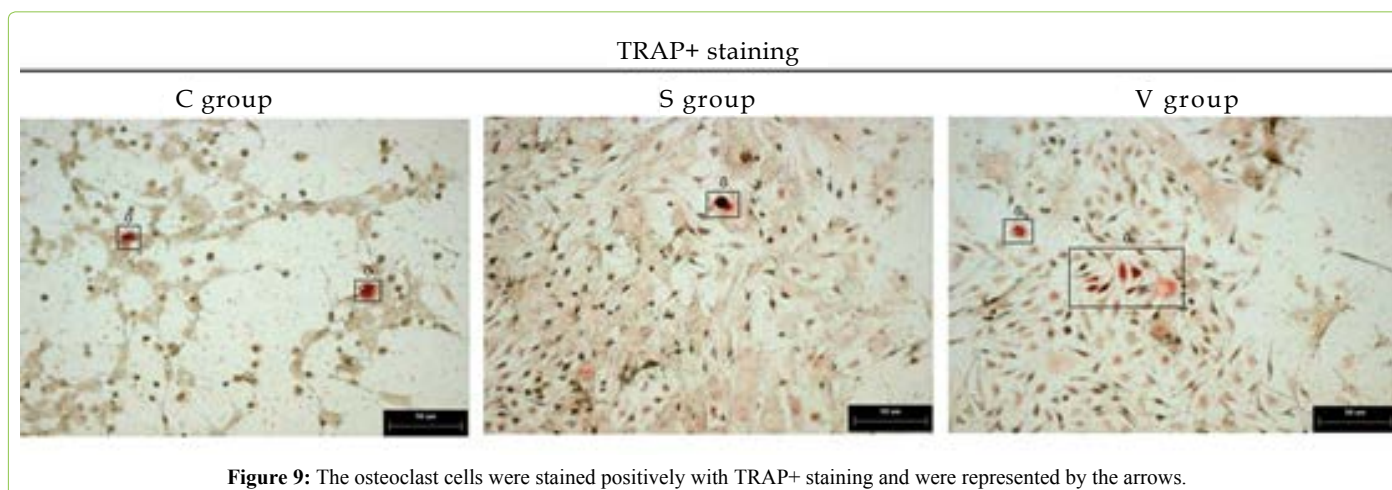 TRAP+ staining
C group
S group
V group
δ
δ
Figure 9: The osteoclast cells were stained positively with TRAP+ staining and were represented by the arrows.